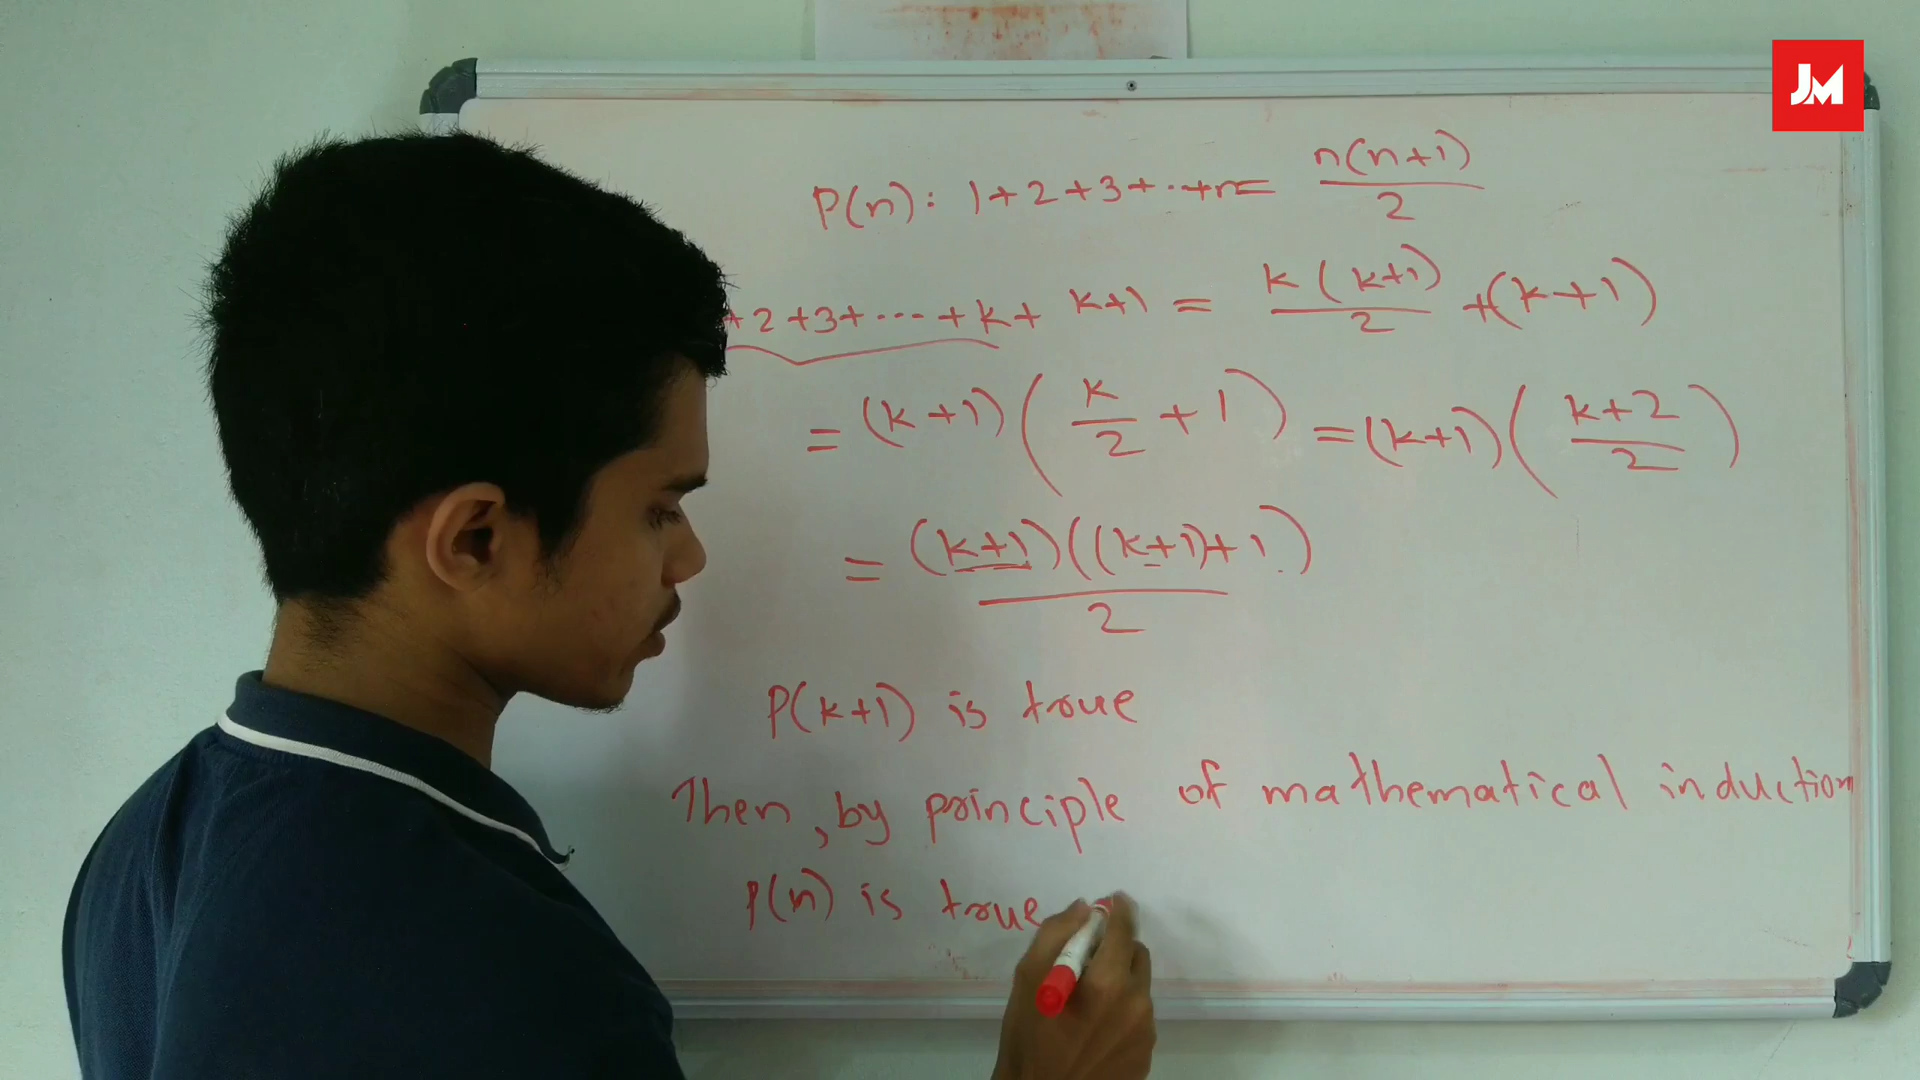 JM
P(n): 1+2+3+..+n= n(n+1)/2
+2+3+...+k+ k+1 = k(k+1)/2 +(k+1)
= (k+1)(k/2 + 1) = (k+1)(k+2/2)
= (k+1)((k+1)+1)/2
P(k+1) is true
Then, by principle of mathematical induction
P(n) is true